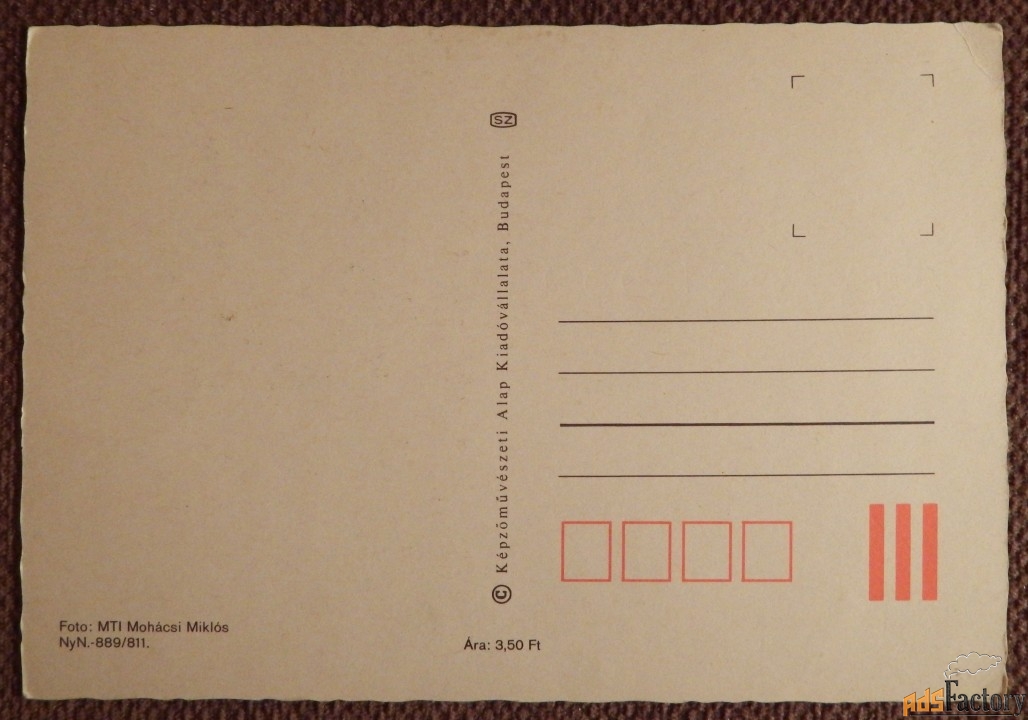 SZ
© Képzőművészeti Alap Kiadóvállalata, Budapest
Foto: MTI Mohácsi Miklós
NyN.-889/811.
Ára: 3,50 Ft
adsFactory